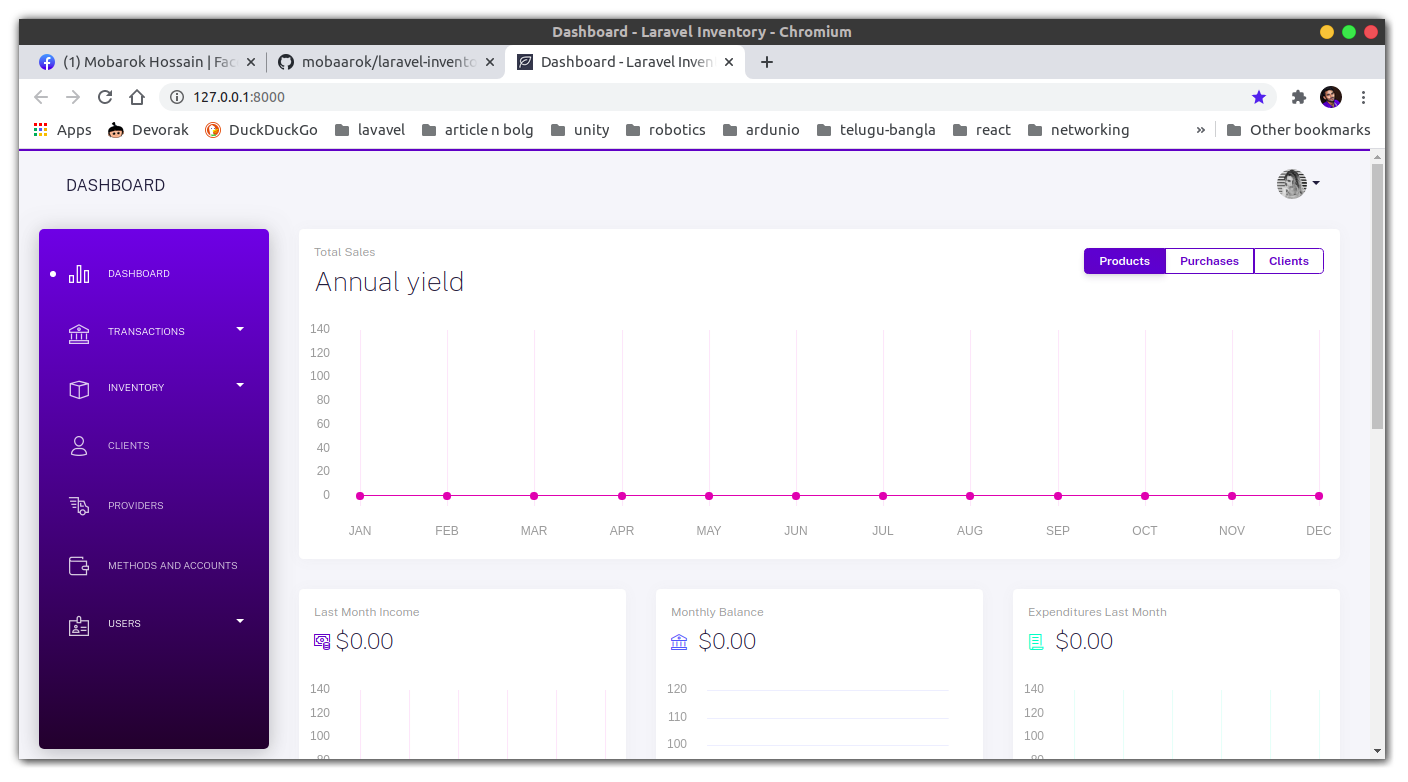 Dashboard - Laravel Inventory - Chromium
(1) Mobarok Hossain | Fac
mobaarok/laravel-invento
Dashboard - Laravel Inven
127.0.0.1:8000
Apps
Devorak
DuckDuckGo
lavavel
article n bolg
unity
robotics
ardunio
telugu-bangla
react
networking
»
Other bookmarks
DASHBOARD
DASHBOARD
TRANSACTIONS
INVENTORY
CLIENTS
PROVIDERS
METHODS AND ACCOUNTS
USERS
Total Sales
Annual yield
Products
Purchases
Clients
140
120
100
80
60
40
20
0
JAN
FEB
MAR
APR
MAY
JUN
JUL
AUG
SEP
OCT
NOV
DEC
Last Month Income
$0.00
140
120
100
80
Monthly Balance
$0.00
120
110
100
Expenditures Last Month
$0.00
140
120
100
80